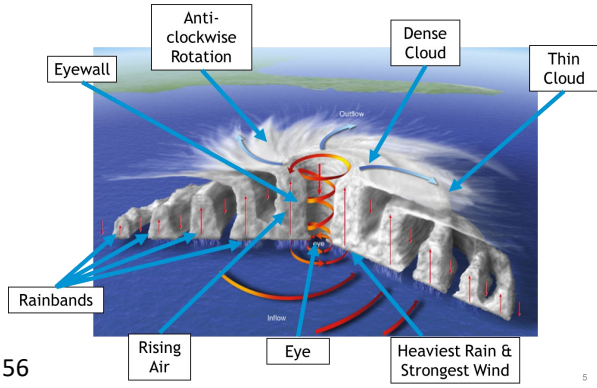 Anti-
clockwise
Rotation
Dense
Cloud
Eyewall
Thin
Cloud
Outflow
eye
Rainbands
Inflow
Rising
Air
Eye
Heaviest Rain &
Strongest Wind
56
5